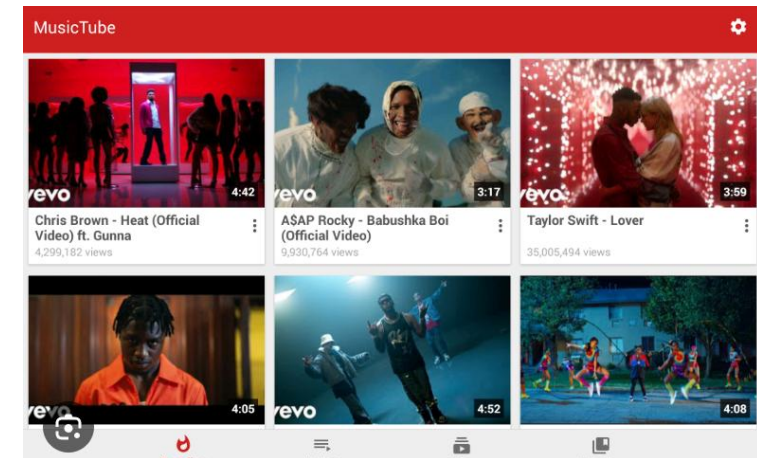 MusicTube
vevo
4:42
vevo
3:17
vevo
3:59
Chris Brown - Heat (Official
Video) ft. Gunna
4,299,182 views
A$AP Rocky - Babushka Boi
(Official Video)
9,930,764 views
Taylor Swift - Lover
35,005,494 views
vevo
4:05
vevo
4:52
4:08